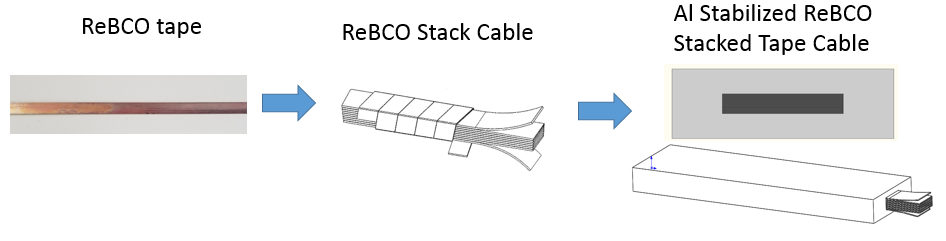 ReBCO tape
ReBCO Stack Cable
Al Stabilized ReBCO
Stacked Tape Cable